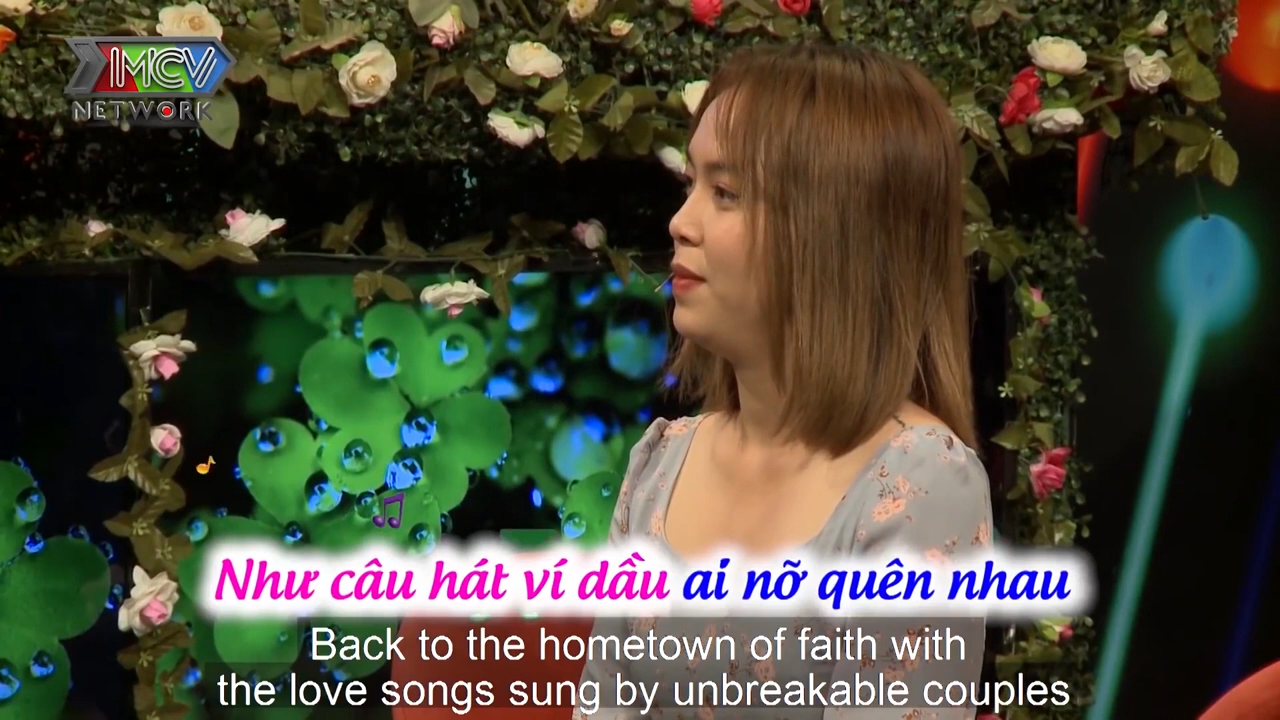 MCV
NETWORK
Như câu hát ví dầu ai nỡ quên nhau
Back to the hometown of faith with
the love songs sung by unbreakable couples